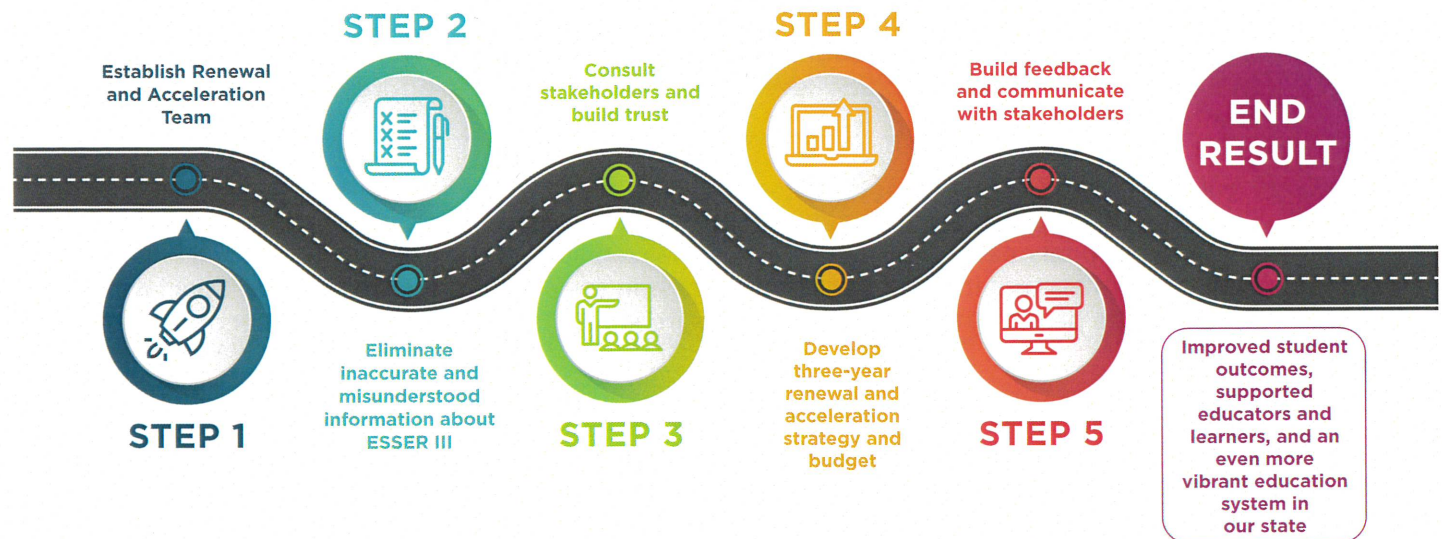 STEP 1
Establish Renewal
and Acceleration
Team
STEP 2
Eliminate
inaccurate and
misunderstood
information about
ESSER III
STEP 3
Consult
stakeholders and
build trust
STEP 4
Develop
three-year
renewal and
acceleration
strategy and
budget
STEP 5
Build feedback
and communicate
with stakeholders
END
RESULT
Improved student
outcomes,
supported
educators and
learners, and an
even more
vibrant education
system in
our state